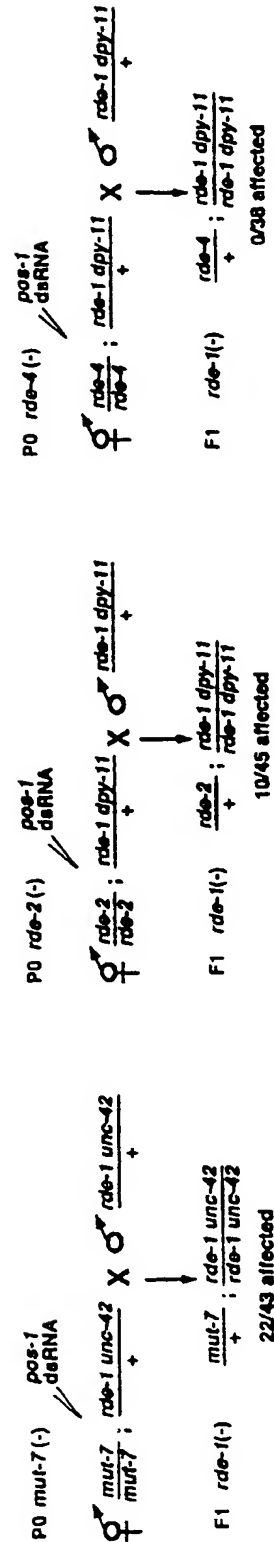 P0 mut-7 (-)
pos-1
dsRNA
mut-7
mut-7
;
rde-1 unc-42
+
X
rde-1 unc-42
+
F1 rde-1(-)
mut-7
+
;
rde-1 unc-42
rde-1 unc-42
22/43 affected
P0 rde-2 (-)
pos-1
dsRNA
rde-2
rde-2
;
rde-1 dpy-11
+
X
rde-1 dpy-11
+
F1 rde-1(-)
rde-2
+
;
rde-1 dpy-11
rde-1 dpy-11
10/45 affected
P0 rde-4 (-)
pos-1
dsRNA
rde-4
rde-4
;
rde-1 dpy-11
+
X
rde-1 dpy-11
+
F1 rde-1(-)
rde-4
+
;
rde-1 dpy-11
rde-1 dpy-11
0/38 affected